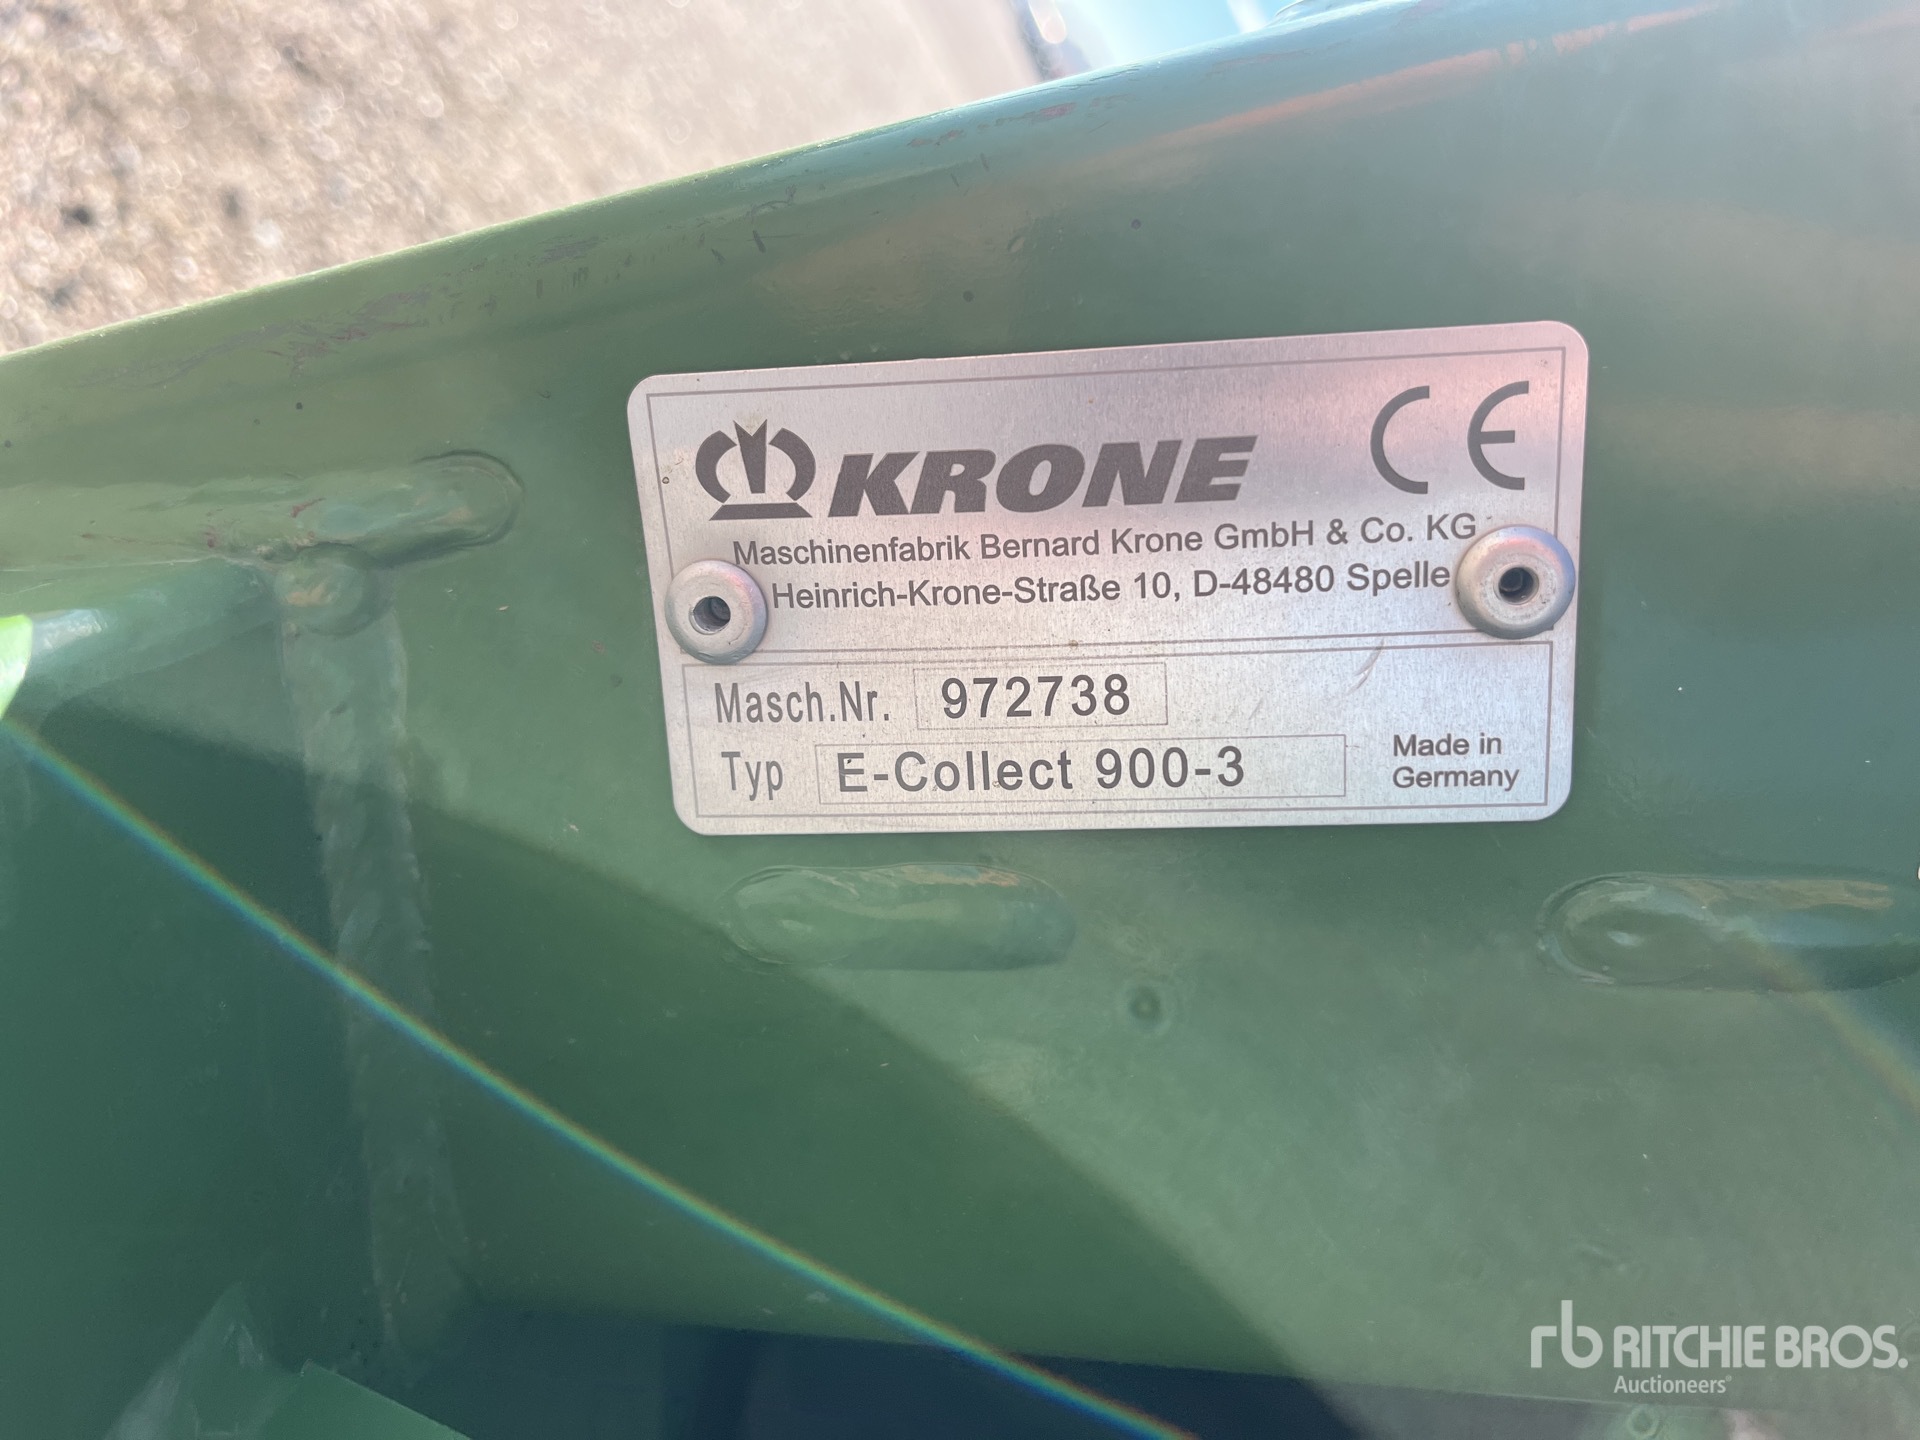 KRONE
CE
Maschinenfabrik Bernard Krone GmbH & Co. KG
Heinrich-Krone-Straße 10, D-48480 Spelle
Masch.Nr. 972738
Typ E-Collect 900-3
Made in
Germany
rb RITCHIE BROS.
Auctioneers